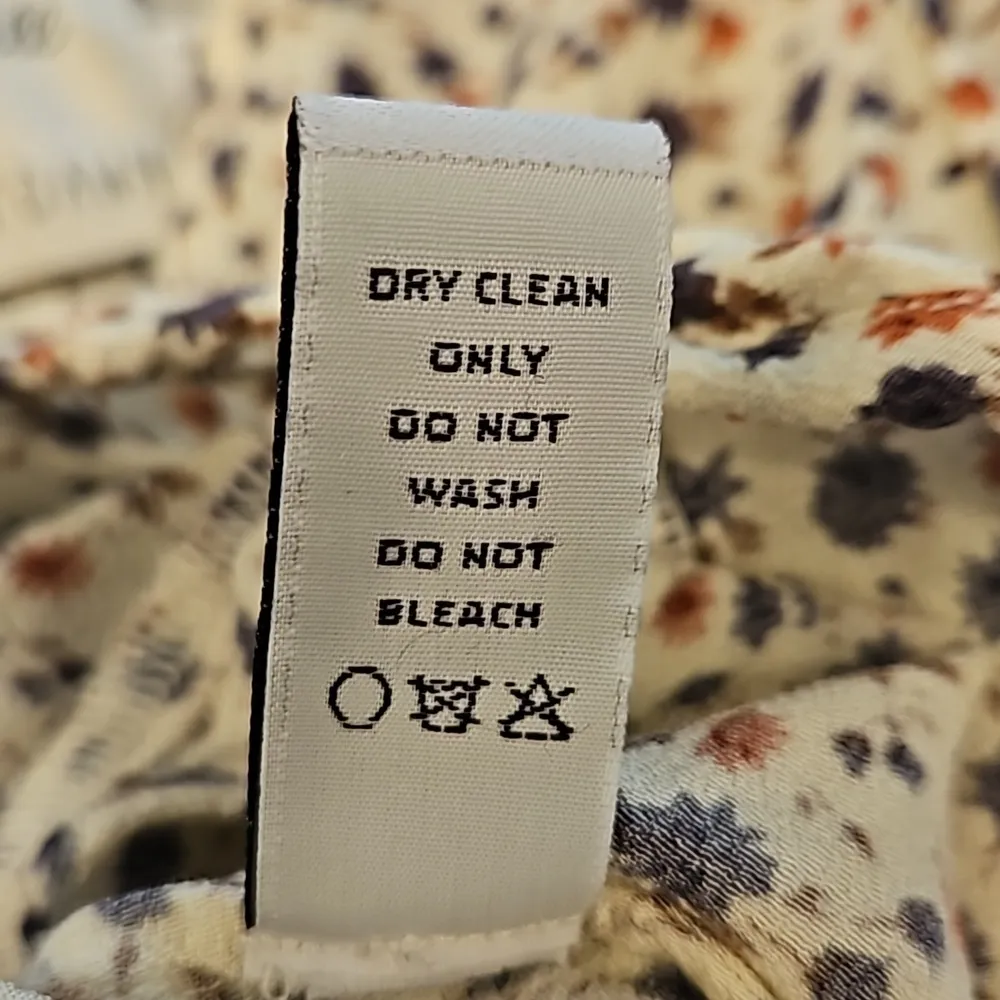 DRY CLEAN
ONLY
DO NOT
WASH
DO NOT
BLEACH